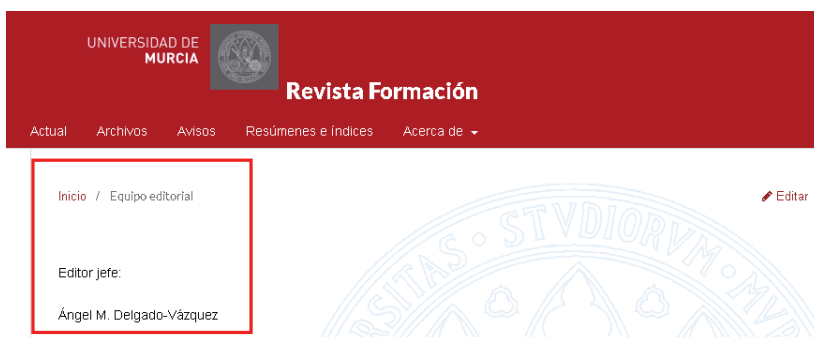 UNIVERSIDAD DE
MURCIA
Revista Formación
Actual Archivos Avisos Resúmenes e índices Acerca de
Inicio / Equipo editorial
Editar
STVDIORVM
Editor jefe:
Ángel M. Delgado-Vázquez